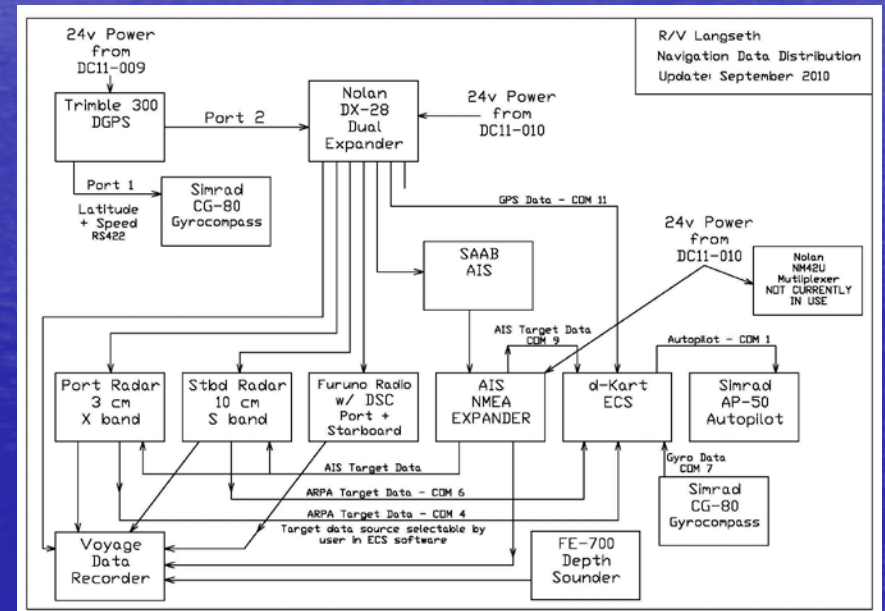 24v Power
from
DC11-009
R/V Langseth
Navigation Data Distribution
Update: September 2010
Trimble 300
DGPS
Port 2
Nolan
DX-28
Dual
Expander
24v Power
from
DC11-010
Port 1
Latitude
+ Speed
RS422
Simrad
CG-80
Gyrocompass
GPS Data - COM 11
24v Power
from
DC11-010
SAAB
AIS
Nolan
NM42U
Mutliplexer
NOT CURRENTLY
IN USE
AIS Target Data
COM 9
Autopilot - COM 1
Port Radar
3 cm
X band
Stbd Radar
10 cm
S band
Furuno Radio
w/ DSC
Port +
Starboard
AIS
NMEA
EXPANDER
d-Kart
ECS
Simrad
AP-50
Autopilot
AIS Target Data
Gyro Data
COM 7
ARPA Target Data - COM 6
Simrad
CG-80
Gyrocompass
ARPA Target Data - COM 4
Target data source selectable by
user in ECS software
Voyage
Data
Recorder
FE-700
Depth
Sounder